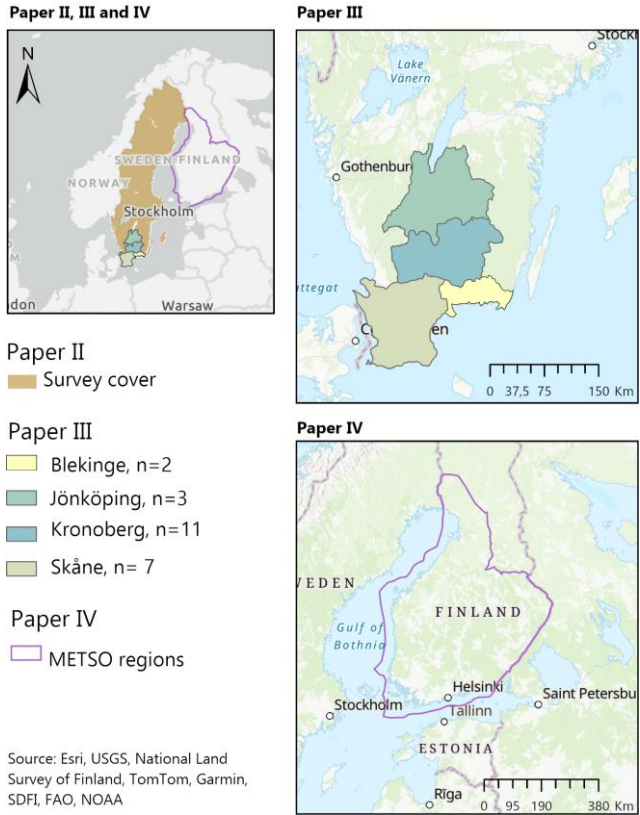 Paper II, III and IV
N
SWEDEN
FINLAND
NORWAY
Stockholm
Warsaw
don
Paper II
Survey cover
Paper III
Blekinge, n=2
Jönköping, n=3
Kronoberg, n=11
Skåne, n= 7
Paper IV
METSO regions
Source: Esri, USGS, National Land
Survey of Finland, TomTom, Garmin,
SDFI, FAO, NOAA
Paper III
Stockh
Lake
Vänern
Gothenbur
ttegat
C
en
0 37,5 75 150 Km
Paper IV
WEDEN
FINLAND
Gulf of
Bothnia
Helsinki
Saint Petersbu
Stockholm
Tallinn
ESTONIA
Rīga
0 95 190 380 Km